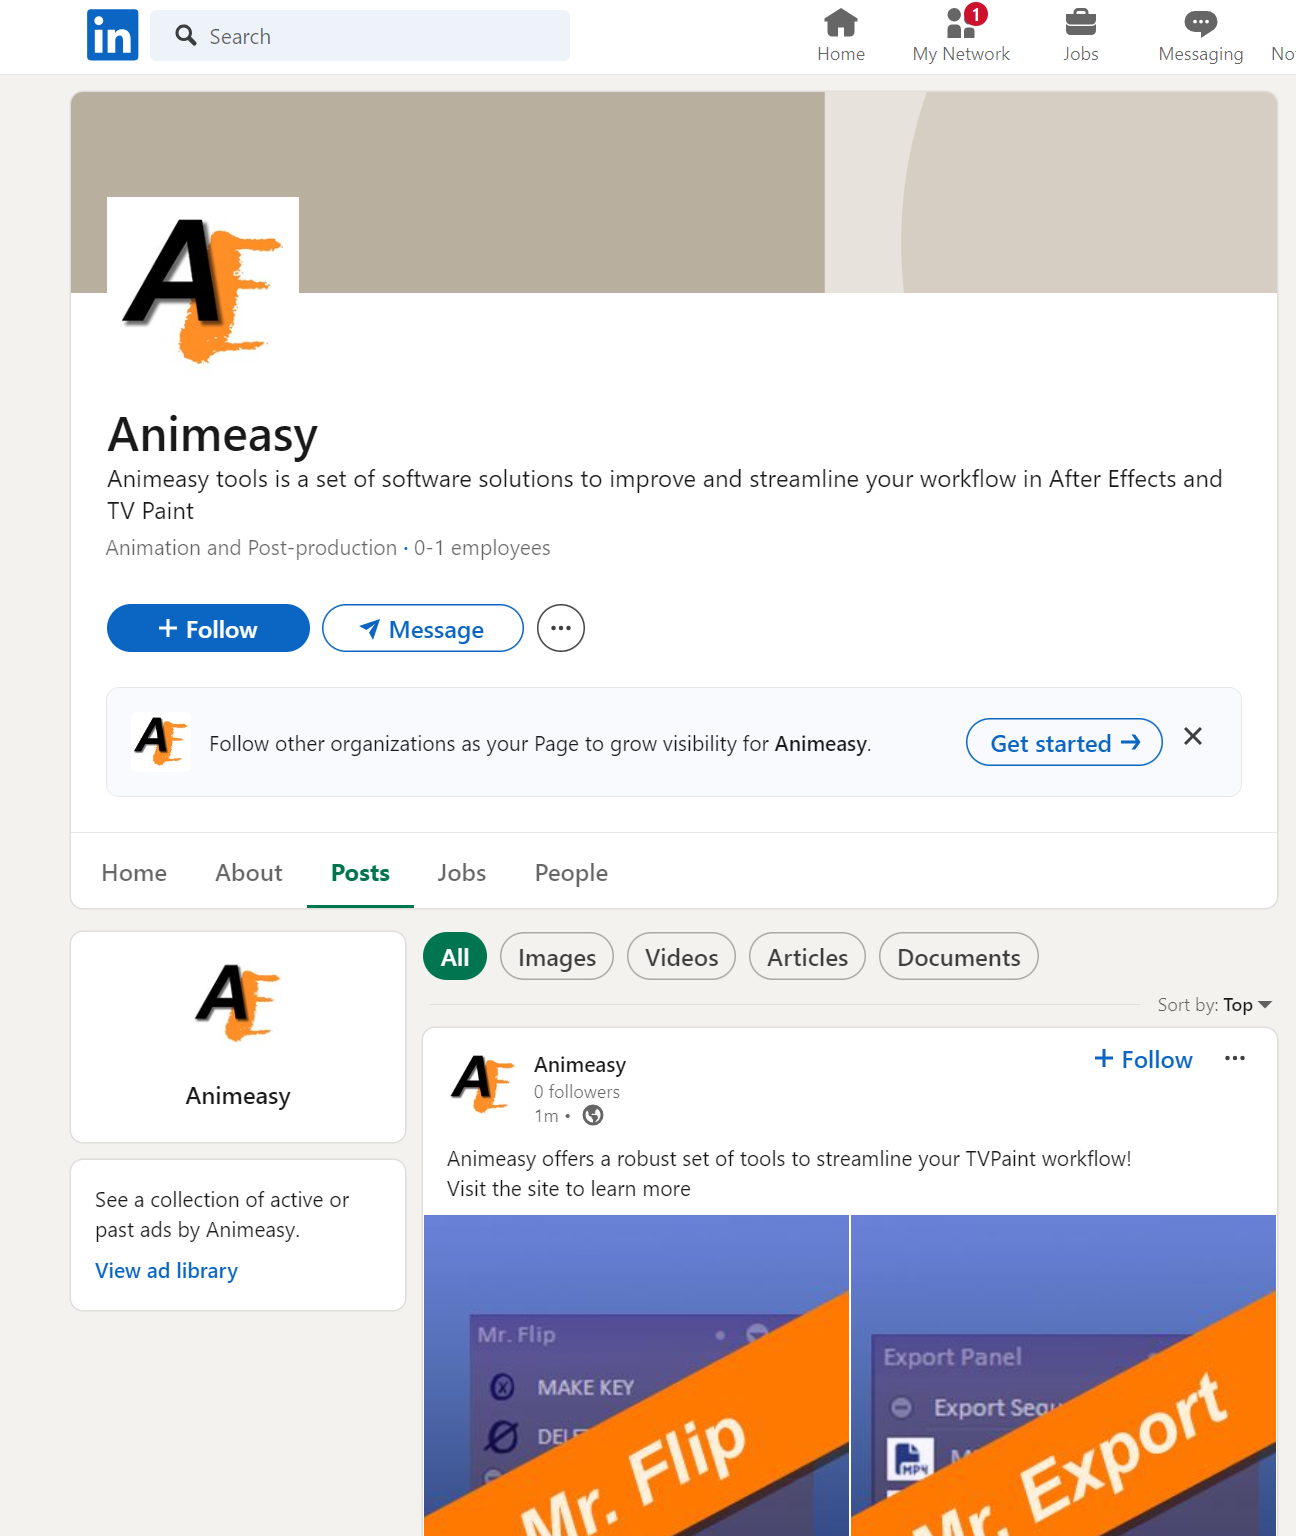 in
Search
Home
My Network
1
Jobs
Messaging
No
AE
Animeasy
Animeasy tools is a set of software solutions to improve and streamline your workflow in After Effects and
TV Paint
Animation and Post-production · 0-1 employees
+ Follow
Message
AE
Follow other organizations as your Page to grow visibility for Animeasy.
Get started →
Home
About
Posts
Jobs
People
AE
Animeasy
See a collection of active or
past ads by Animeasy.
View ad library
All
Images
Videos
Articles
Documents
Sort by: Top
AE
Animeasy
0 followers
1m •
+ Follow
Animeasy offers a robust set of tools to streamline your TVPaint workflow!
Visit the site to learn more
Mr. Flip
MAKE KEY
Mr. Flip
Export Panel
Export
MP4
Mr. Export